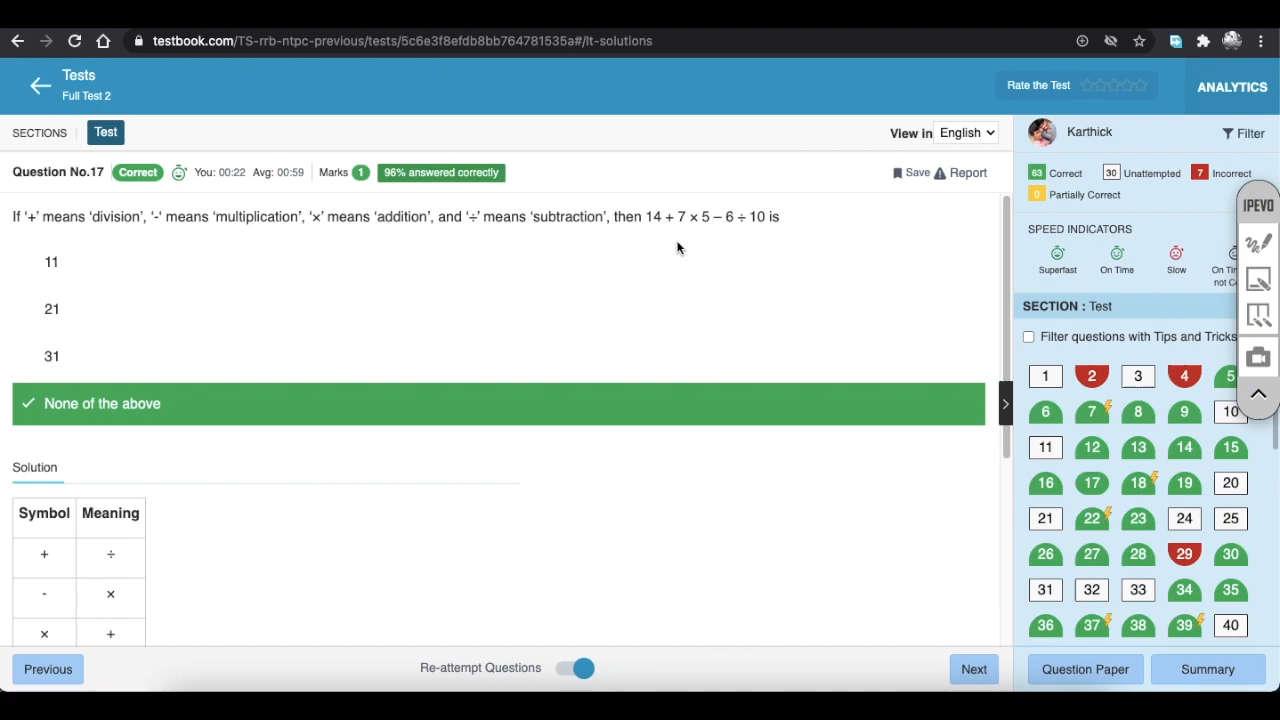 testbook.com/TS-rrb-ntpc-previous/tests/5c6e3f8efdb8bb764781535a#/lt-solutions
Tests
Full Test 2
Rate the Test
ANALYTICS
SECTIONS Test
View in English
Karthick
Filter
Question No.17 Correct You: 00:22 Avg: 00:59 Marks 1 96% answered correctly
Save Report
63 Correct 30 Unattempted 7 Incorrect
0 Partially Correct
If ‘+’ means ‘division’, ‘-‘ means ‘multiplication’, ‘×’ means ‘addition’, and ‘÷’ means ‘subtraction’, then 14 + 7 × 5 – 6 ÷ 10 is
11
21
31
None of the above
Solution
Symbol Meaning
+ ÷
- ×
× +
IPEVO
SPEED INDICATORS
Superfast On Time Slow
SECTION : Test
Filter questions with Tips and Tricks
1 2 3 4 5
6 7 8 9 10
11 12 13 14 15
16 17 18 19 20
21 22 23 24 25
26 27 28 29 30
31 32 33 34 35
36 37 38 39 40
Previous
Re-attempt Questions
Next
Question Paper
Summary